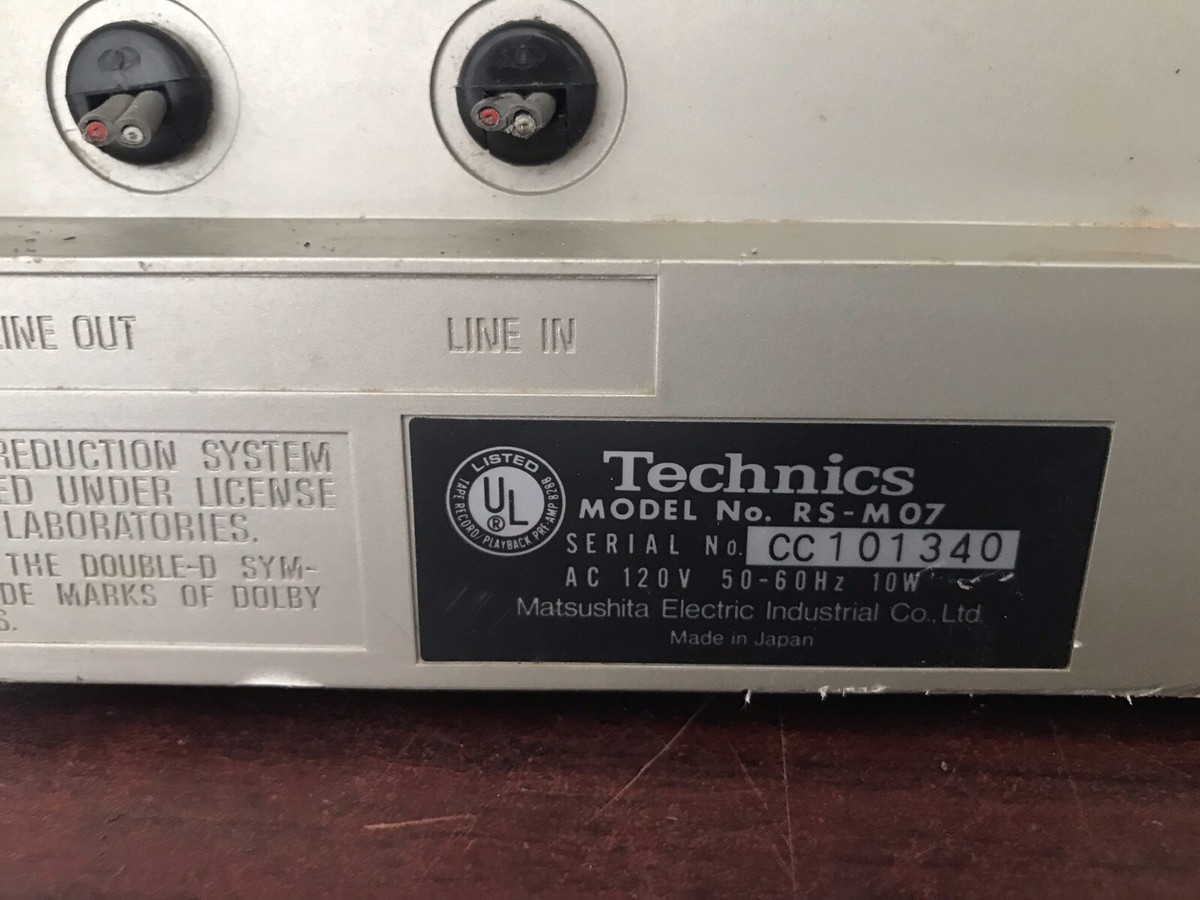 LINE OUT
LINE IN
REDUCTION SYSTEM
ED UNDER LICENSE
LABORATORIES.
THE DOUBLE-D SYM-
DE MARKS OF DOLBY
S.
LISTED
UL
®
TAPE RECORD/PLAYBACK PRE-AMP 828B
Technics
MODEL No. RS-M07
SERIAL No. CC101340
AC 120V 50-60Hz 10W
Matsushita Electric Industrial Co., Ltd.
Made in Japan